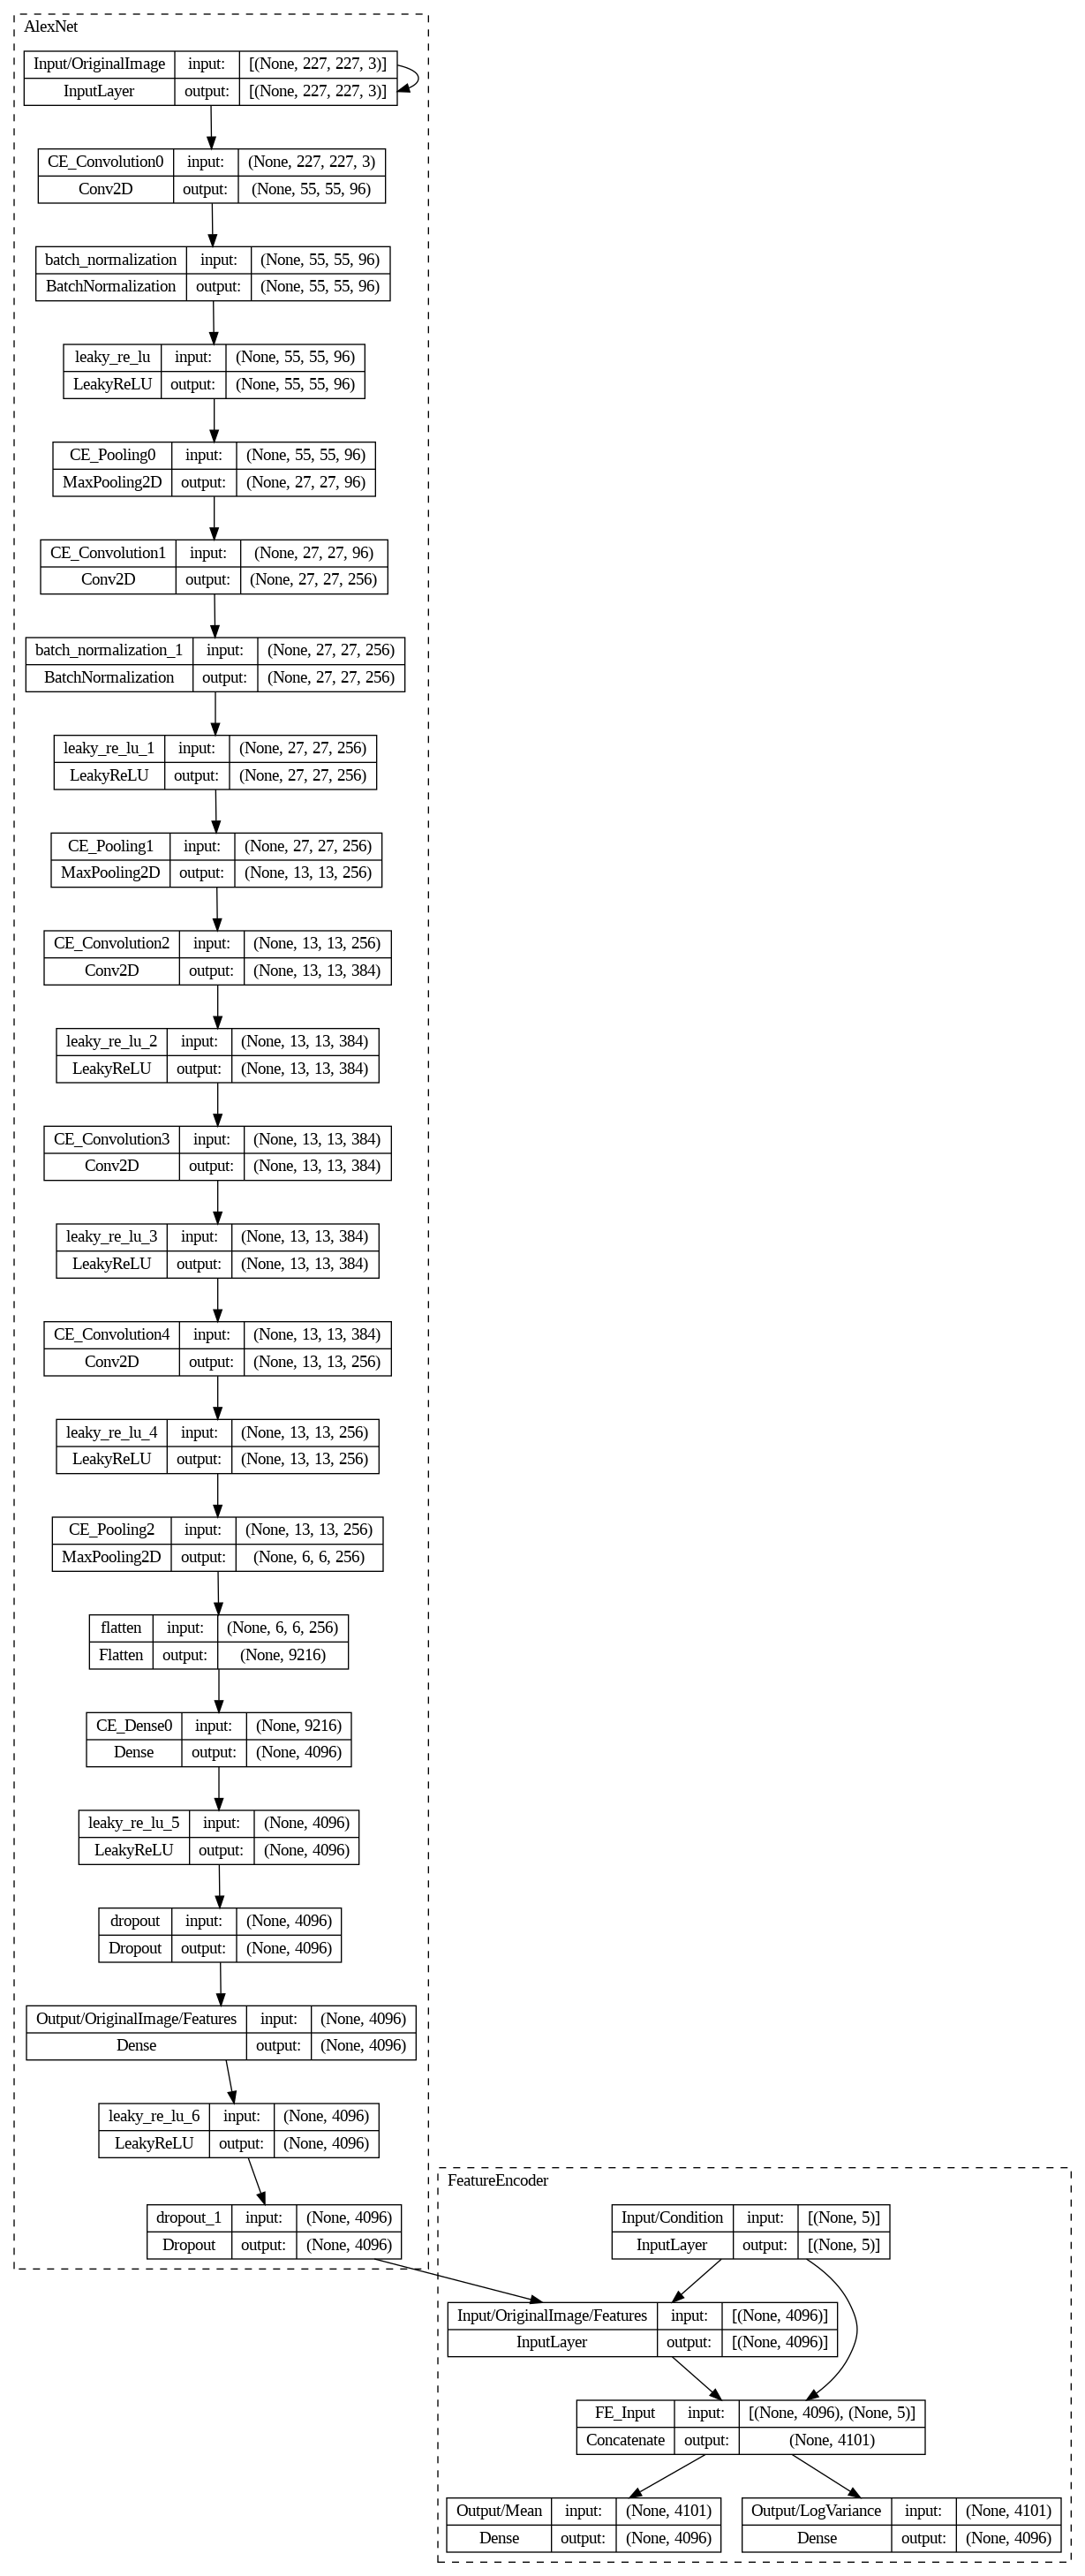 AlexNet
Input/OriginalImage input: [(None, 227, 227, 3)]
InputLayer output: [(None, 227, 227, 3)]
CE_Convolution0 input: (None, 227, 227, 3)
Conv2D output: (None, 55, 55, 96)
batch_normalization input: (None, 55, 55, 96)
BatchNormalization output: (None, 55, 55, 96)
leaky_re_lu input: (None, 55, 55, 96)
LeakyReLU output: (None, 55, 55, 96)
CE_Pooling0 input: (None, 55, 55, 96)
MaxPooling2D output: (None, 27, 27, 96)
CE_Convolution1 input: (None, 27, 27, 96)
Conv2D output: (None, 27, 27, 256)
batch_normalization_1 input: (None, 27, 27, 256)
BatchNormalization output: (None, 27, 27, 256)
leaky_re_lu_1 input: (None, 27, 27, 256)
LeakyReLU output: (None, 27, 27, 256)
CE_Pooling1 input: (None, 27, 27, 256)
MaxPooling2D output: (None, 13, 13, 256)
CE_Convolution2 input: (None, 13, 13, 256)
Conv2D output: (None, 13, 13, 384)
leaky_re_lu_2 input: (None, 13, 13, 384)
LeakyReLU output: (None, 13, 13, 384)
CE_Convolution3 input: (None, 13, 13, 384)
Conv2D output: (None, 13, 13, 384)
leaky_re_lu_3 input: (None, 13, 13, 384)
LeakyReLU output: (None, 13, 13, 384)
CE_Convolution4 input: (None, 13, 13, 384)
Conv2D output: (None, 13, 13, 256)
leaky_re_lu_4 input: (None, 13, 13, 256)
LeakyReLU output: (None, 13, 13, 256)
CE_Pooling2 input: (None, 13, 13, 256)
MaxPooling2D output: (None, 6, 6, 256)
flatten input: (None, 6, 6, 256)
Flatten output: (None, 9216)
CE_Dense0 input: (None, 9216)
Dense output: (None, 4096)
leaky_re_lu_5 input: (None, 4096)
LeakyReLU output: (None, 4096)
dropout input: (None, 4096)
Dropout output: (None, 4096)
Output/OriginalImage/Features input: (None, 4096)
Dense output: (None, 4096)
leaky_re_lu_6 input: (None, 4096)
LeakyReLU output: (None, 4096)
dropout_1 input: (None, 4096)
Dropout output: (None, 4096)
FeatureEncoder
Input/Condition input: [(None, 5)]
InputLayer output: [(None, 5)]
Input/OriginalImage/Features input: [(None, 4096)]
InputLayer output: [(None, 4096)]
FE_Input input: [(None, 4096), (None, 5)]
Concatenate output: (None, 4101)
Output/Mean input: (None, 4101)
Dense output: (None, 4096)
Output/LogVariance input: (None, 4101)
Dense output: (None, 4096)